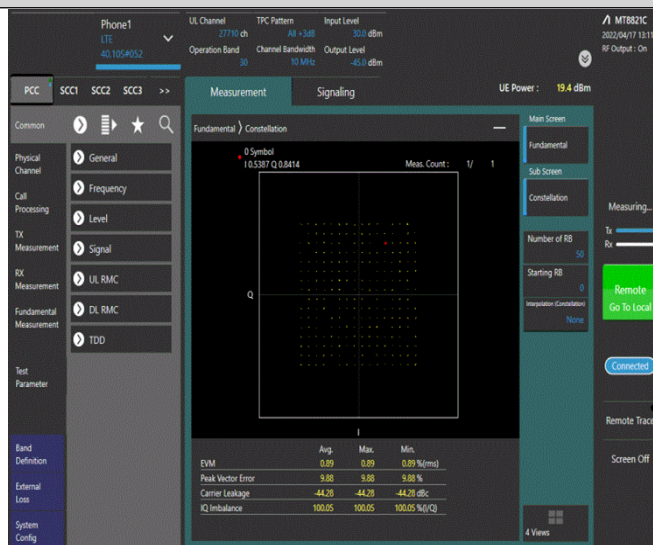 Phone1
LTE
40.105#052
UL Channel
27710 ch
TPC Pattern
All +3dB
Input Level
30.0 dBm
Operation Band
30
Channel Bandwidth
10 MHz
Output Level
-45.0 dBm
MT8821C
2022/04/17 13:11
RF Output : On
PCC
SCC1
SCC2
SCC3
>>
Measurement
Signaling
UE Power : 19.4 dBm
Common
Physical
Channel
Call
Processing
TX
Measurement
RX
Measurement
Fundamental
Measurement
Test
Parameter
Band
Definition
External
Loss
System
Config
General
Frequency
Level
Signal
UL RMC
DL RMC
TDD
Fundamental 〉 Constellation
0 Symbol
I 0.5387 Q 0.8414
Meas. Count : 1/ 1
Q
I
Avg. Max. Min.
EVM 0.89 0.89 0.89 %(rms)
Peak Vector Error 9.88 9.88 9.88 %
Carrier Leakage -44.28 -44.28 -44.28 dBc
IQ Imbalance 100.05 100.05 100.05 %(I/Q)
Main Screen
Fundamental
Sub Screen
Constellation
Number of RB
50
Starting RB
0
Interpolation (Constellation)
None
4 Views
Measuring...
Tx
Rx
Remote
Go To Local
Connected
Remote Trace
Screen Off